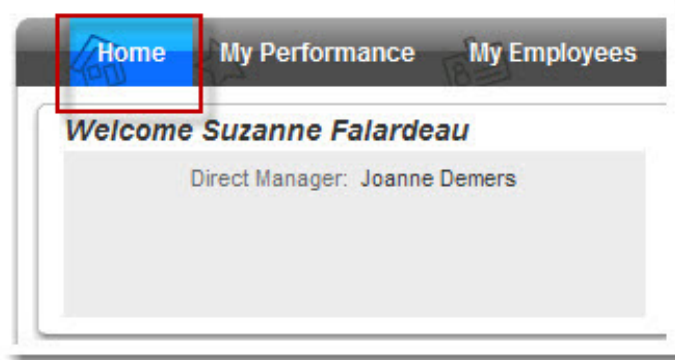 Home My Performance My Employees
Welcome Suzanne Falardeau
Direct Manager: Joanne Demers